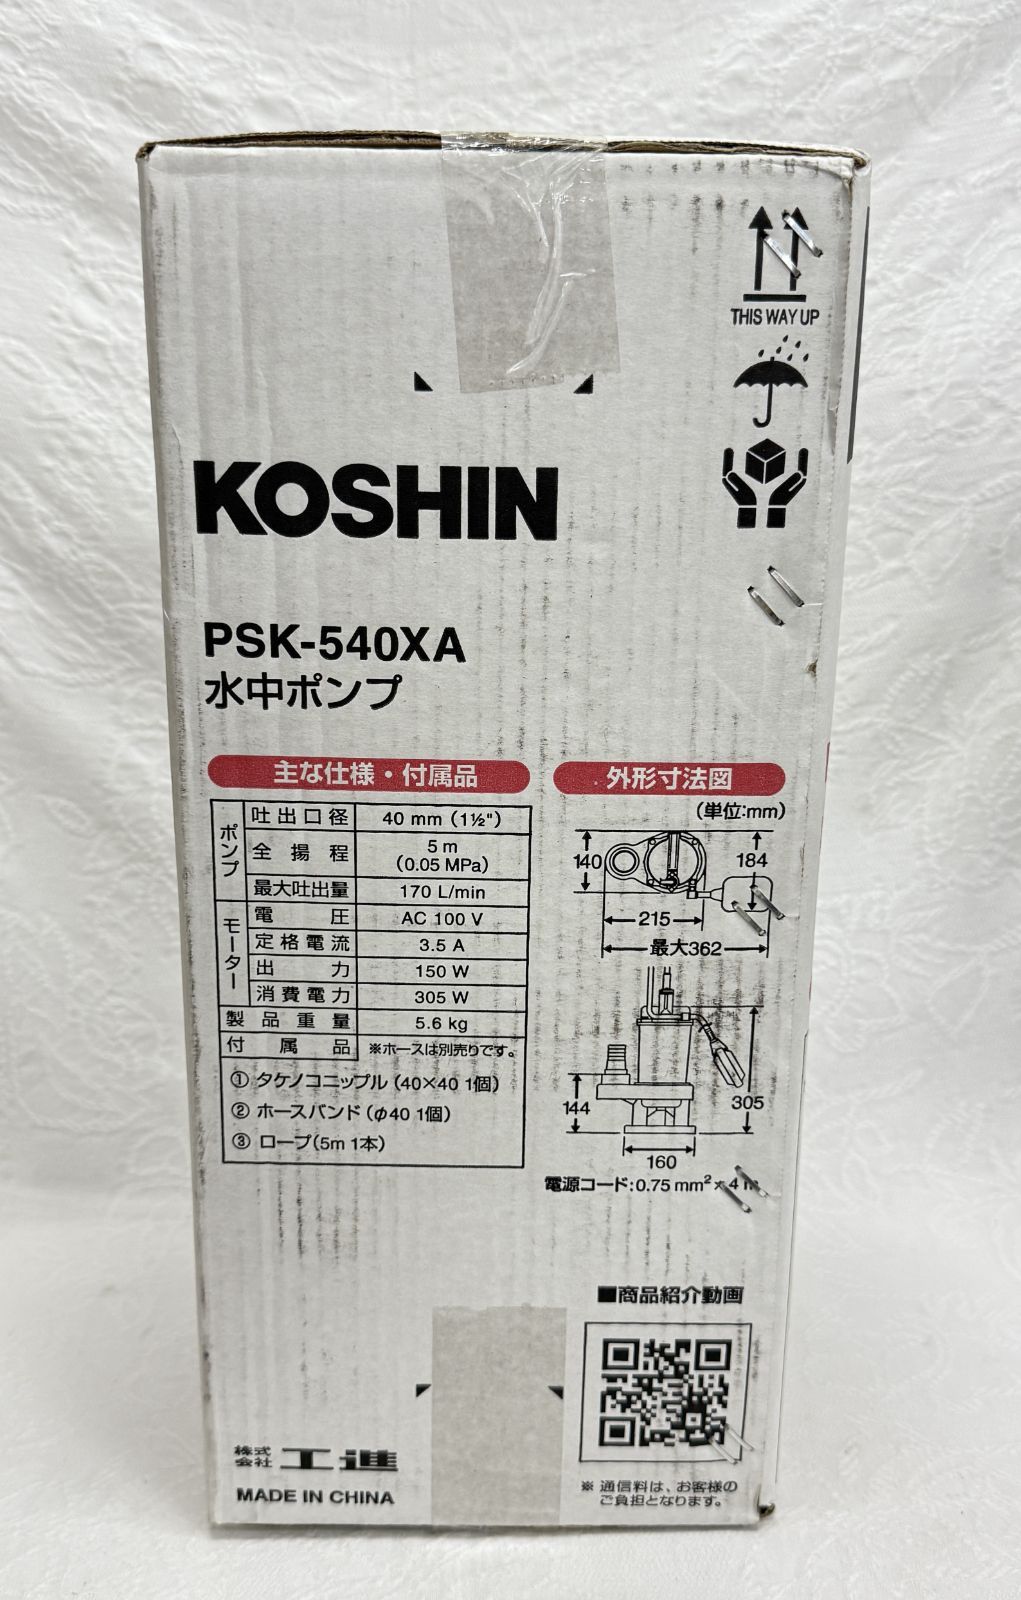 THIS WAY UP
KOSHIN
PSK-540XA
水中ポンプ
主な仕様・付属品
ポンプ
吐出口径 40 mm (1½")
全揚程 5 m (0.05 MPa)
最大吐出量 170 L/min
モーター
電圧 AC 100 V
定格電流 3.5 A
出力 150 W
消費電力 305 W
製品重量 5.6 kg
付属品 ※ホースは別売りです。
① タケノコニップル (40×40 1個)
② ホースバンド (φ40 1個)
③ ロープ(5m 1本)
外形寸法図
(単位:mm)
140
184
215
最大362
144
305
160
電源コード:0.75 mm²×4 m
■商品紹介動画
※ 通信料は、お客様の
ご負担となります。
株式会社 工進
MADE IN CHINA